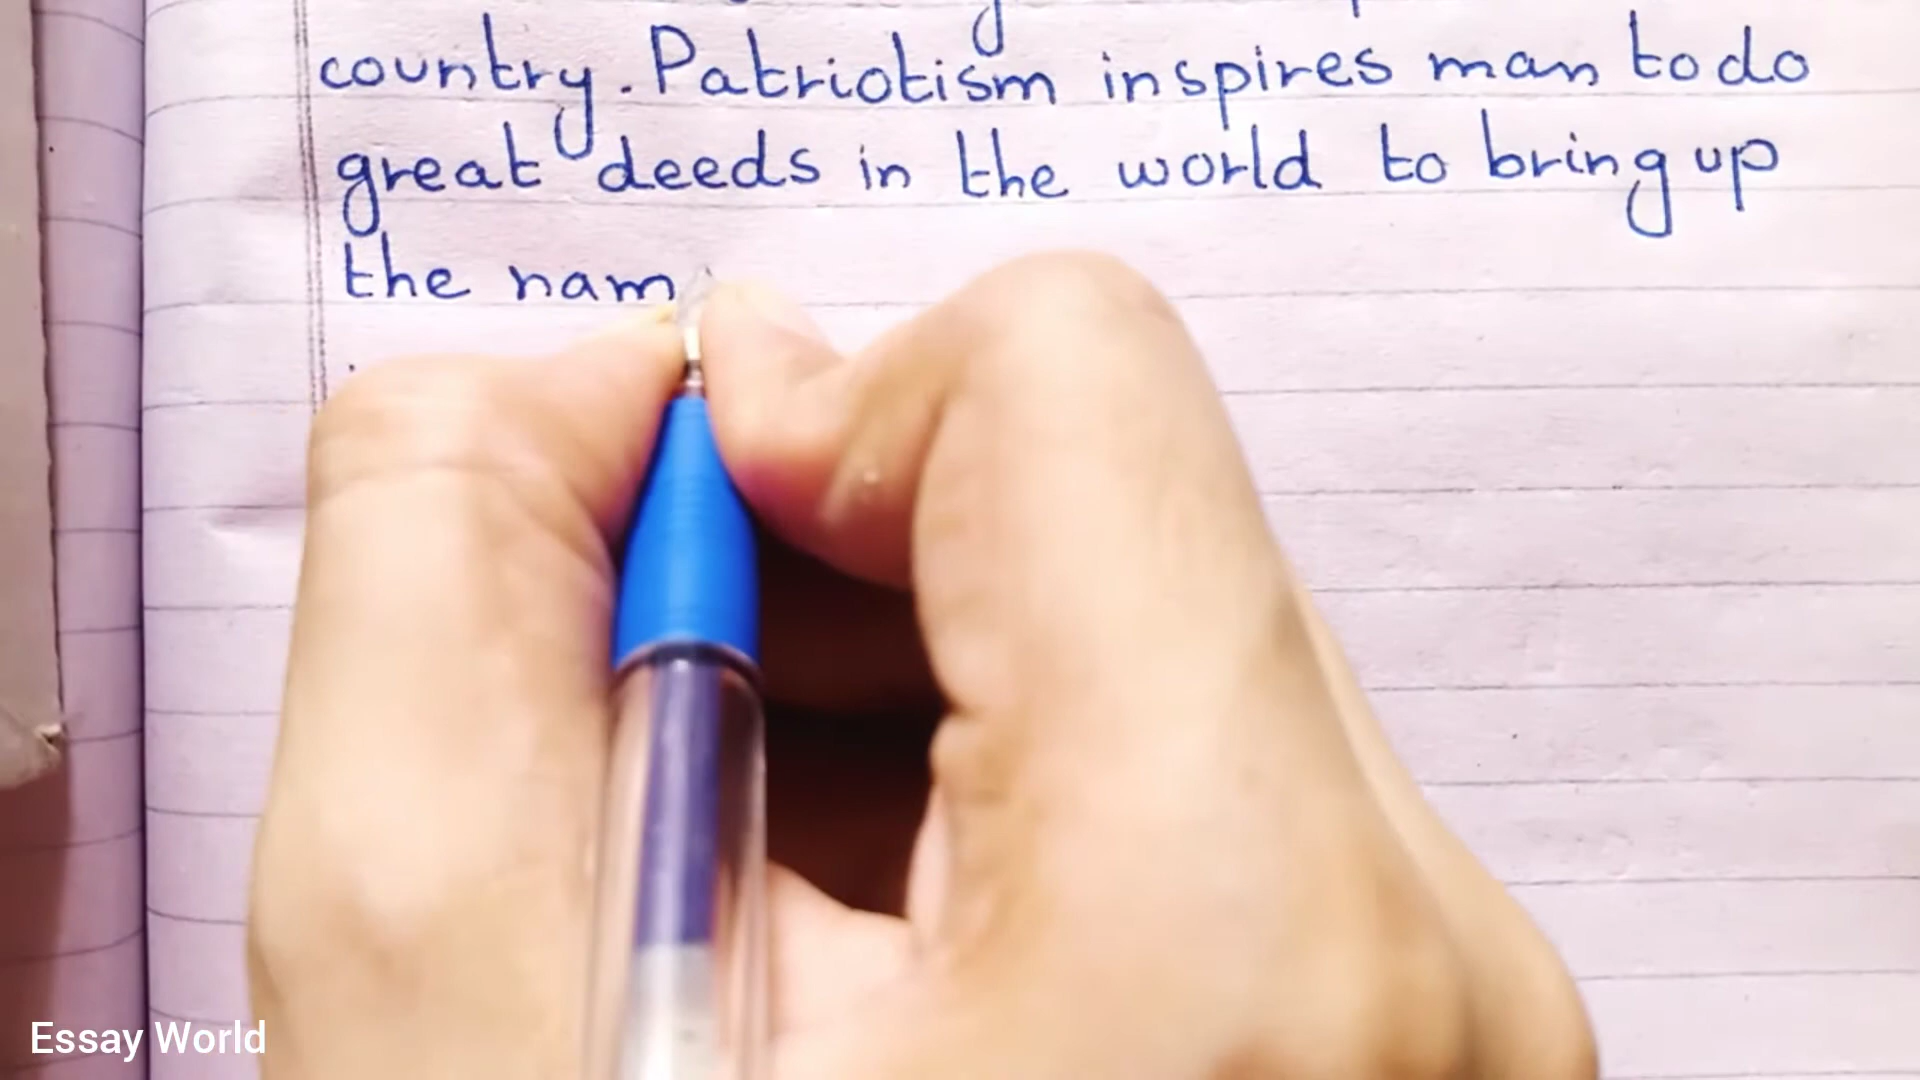 country. Patriotism inspires man to do
great deeds in the world to bring up
the nam
Essay World